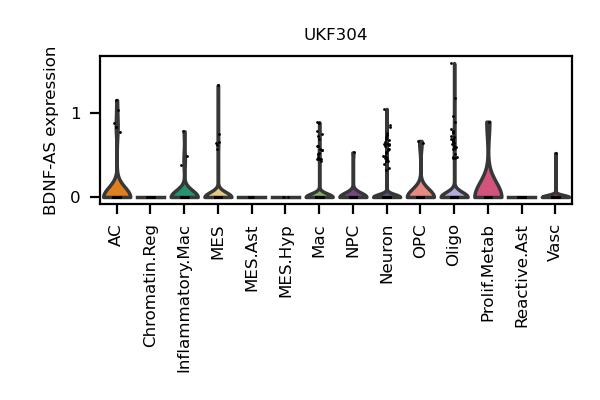 UKF304
BDNF-AS expression
1
0
AC
Chromatin.Reg
Inflammatory.Mac
MES
MES.Ast
MES.Hyp
Mac
NPC
Neuron
OPC
Oligo
Prolif.Metab
Reactive.Ast
Vasc